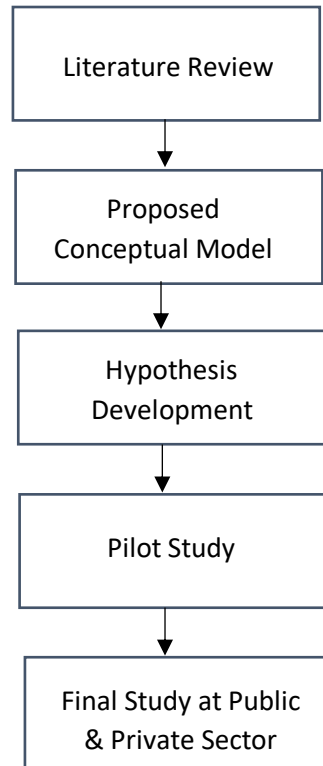 Literature Review
Proposed
Conceptual Model
Hypothesis
Development
Pilot Study
Final Study at Public
& Private Sector